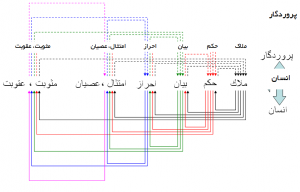 پروردگار
ملاک حکم بیان احراز امتثال، عصیان مثوبت، عقوبت
پروردگار
انسان
ملاک حکم بیان احراز امتثال ، عصیان مثوبت ، عقوبت
انسان